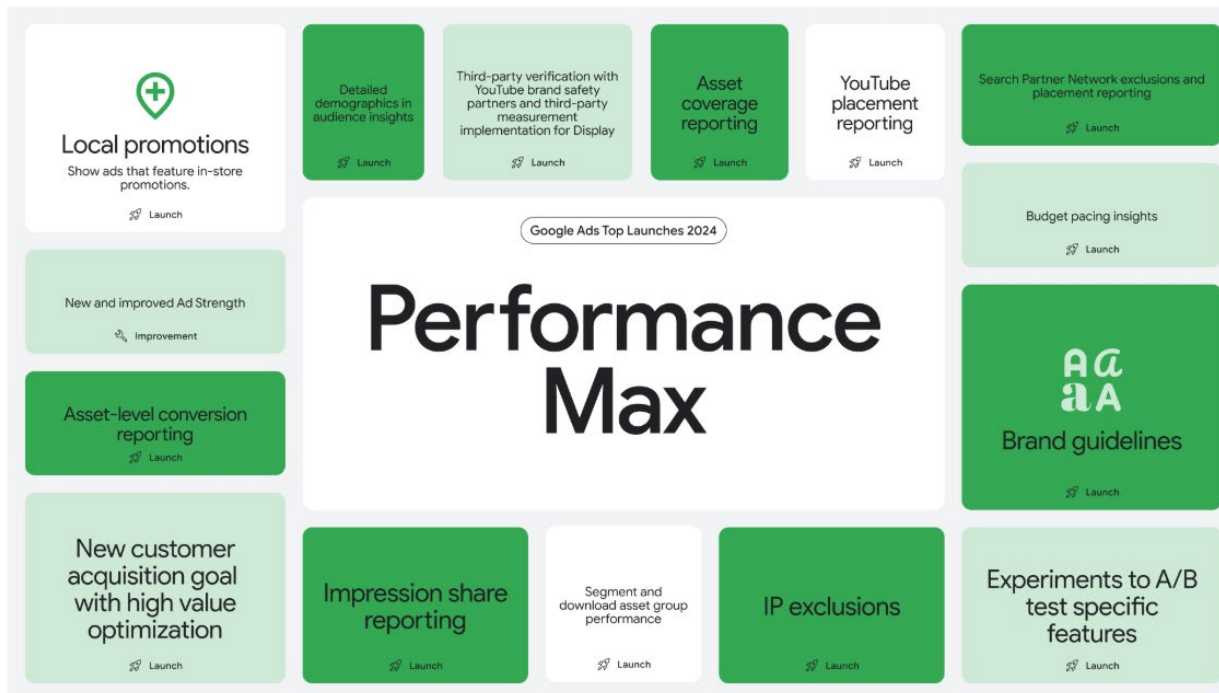 Local promotions
Show ads that feature in-store
promotions.
Launch
New and improved Ad Strength
Improvement
Asset-level conversion
reporting
Launch
New customer
acquisition goal
with high value
optimization
Launch
Detailed
demographics in
audience insights
Launch
Third-party verification with
YouTube brand safety
partners and third-party
measurement
implementation for Display
Launch
Asset
coverage
reporting
Launch
YouTube
placement
reporting
Launch
Google Ads Top Launches 2024
Performance
Max
Impression share
reporting
Launch
Segment and
download asset group
performance
Launch
IP exclusions
Launch
Search Partner Network exclusions and
placement reporting
Launch
Budget pacing insights
Launch
Aa
aA
Brand guidelines
Launch
Experiments to A/B
test specific
features
Launch